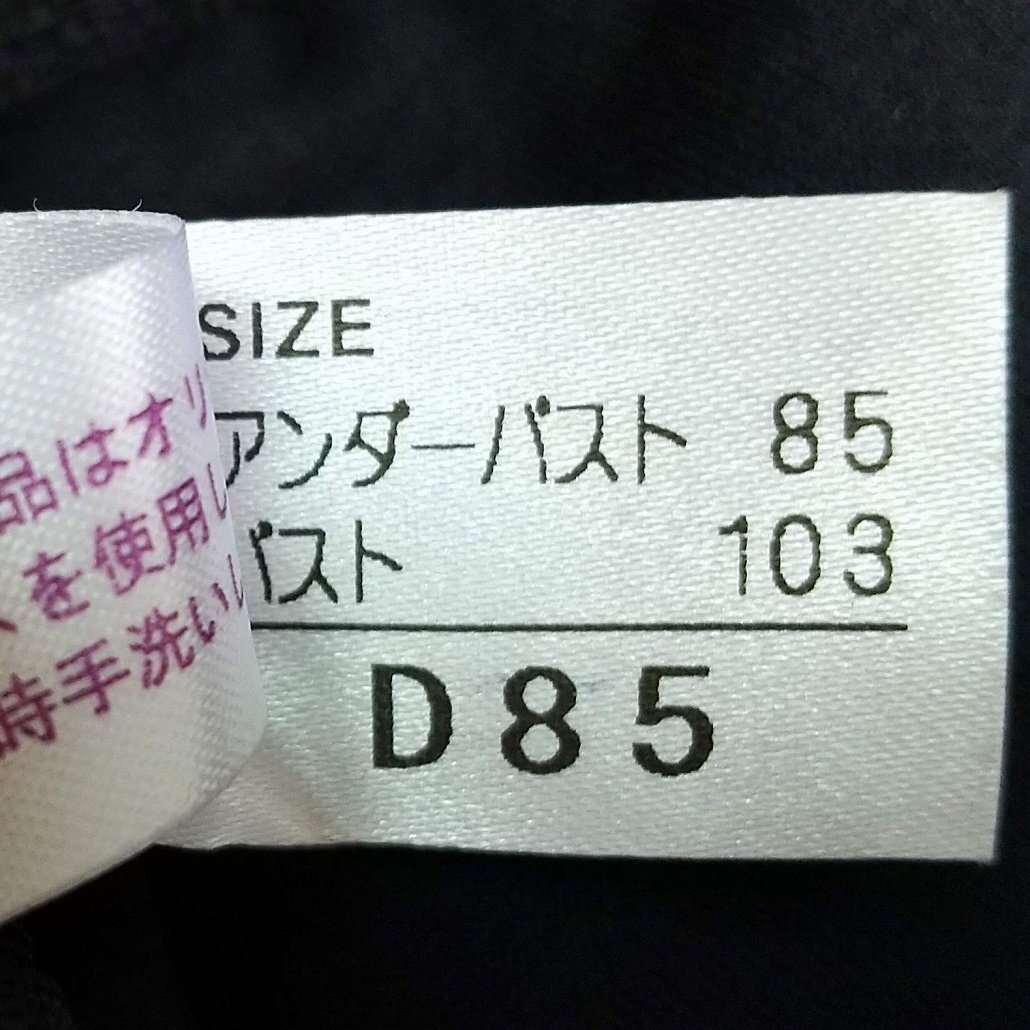 SIZE
アンダーバスト 85
バスト 103
D85
品はオリ
を使用し
時手洗い